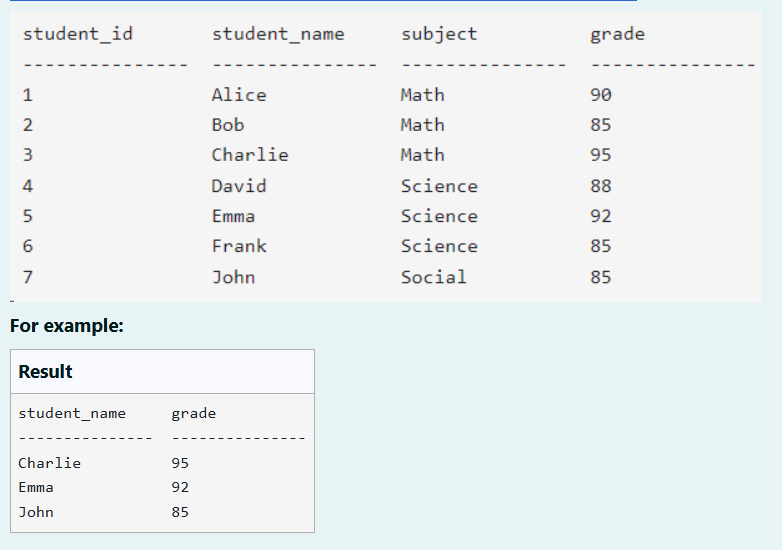 student_id student_name subject grade
--------------- --------------- --------------- ---------------
1 Alice Math 90
2 Bob Math 85
3 Charlie Math 95
4 David Science 88
5 Emma Science 92
6 Frank Science 85
7 John Social 85
For example:
Result
student_name grade
--------------- ---------------
Charlie 95
Emma 92
John 85